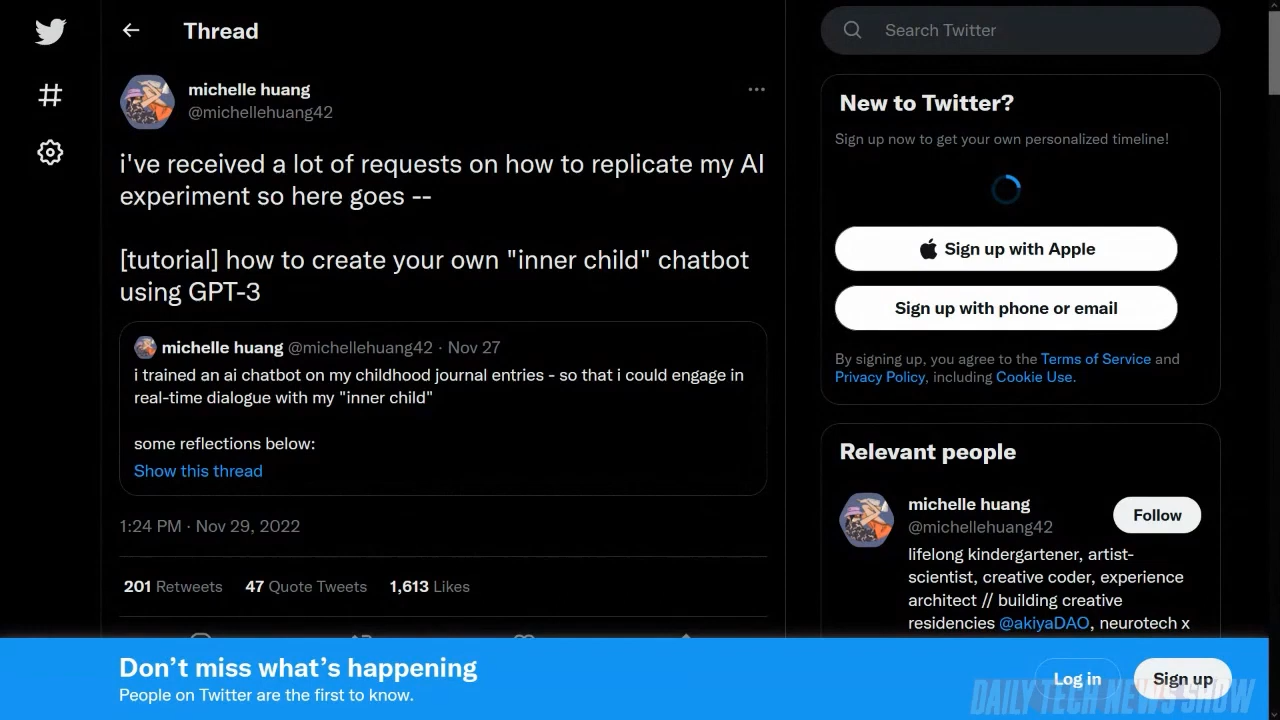 Thread
michelle huang
@michellehuang42
i've received a lot of requests on how to replicate my AI
experiment so here goes --
[tutorial] how to create your own "inner child" chatbot
using GPT-3
michelle huang @michellehuang42 · Nov 27
i trained an ai chatbot on my childhood journal entries - so that i could engage in
real-time dialogue with my "inner child"
some reflections below:
Show this thread
1:24 PM · Nov 29, 2022
201 Retweets 47 Quote Tweets 1,613 Likes
Search Twitter
New to Twitter?
Sign up now to get your own personalized timeline!
Sign up with Apple
Sign up with phone or email
By signing up, you agree to the Terms of Service and
Privacy Policy, including Cookie Use.
Relevant people
michelle huang
@michellehuang42
Follow
lifelong kindergartener, artist-
scientist, creative coder, experience
architect // building creative
residencies @akiyaDAO, neurotech x
Don't miss what's happening
People on Twitter are the first to know.
Log in
Sign up
DAILY TECH NEWS SHOW